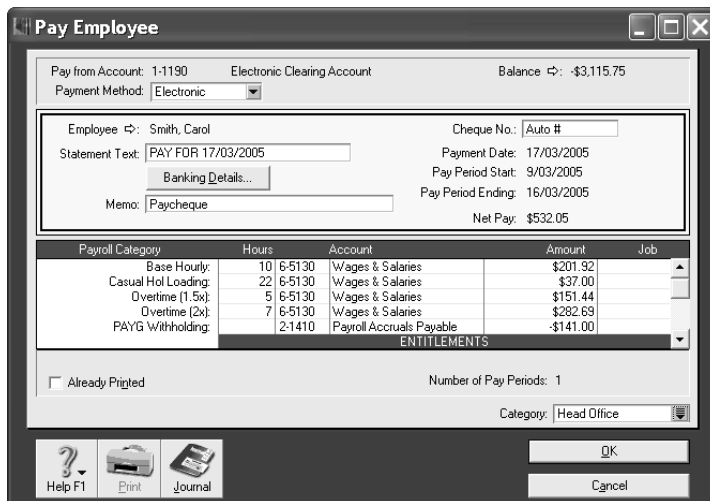 Pay Employee
Pay from Account: 1-1190 Electronic Clearing Account Balance ⇨: -$3,115.75
Payment Method: Electronic
Employee ⇨: Smith, Carol Cheque No.: Auto #
Statement Text: PAY FOR 17/03/2005 Payment Date: 17/03/2005
Banking Details... Pay Period Start: 9/03/2005
Pay Period Ending: 16/03/2005
Memo: Paycheque
Net Pay: $532.05
Payroll Category Hours Account Amount Job
Base Hourly: 10 6-5130 Wages & Salaries $201.92
Casual Hol Loading: 22 6-5130 Wages & Salaries $37.00
Overtime (1.5x): 5 6-5130 Wages & Salaries $151.44
Overtime (2x): 7 6-5130 Wages & Salaries $282.69
PAYG Withholding: 2-1410 Payroll Accruals Payable -$141.00
ENTITLEMENTS
Already Printed Number of Pay Periods: 1
Category: Head Office
Help F1 Print Journal
OK
Cancel